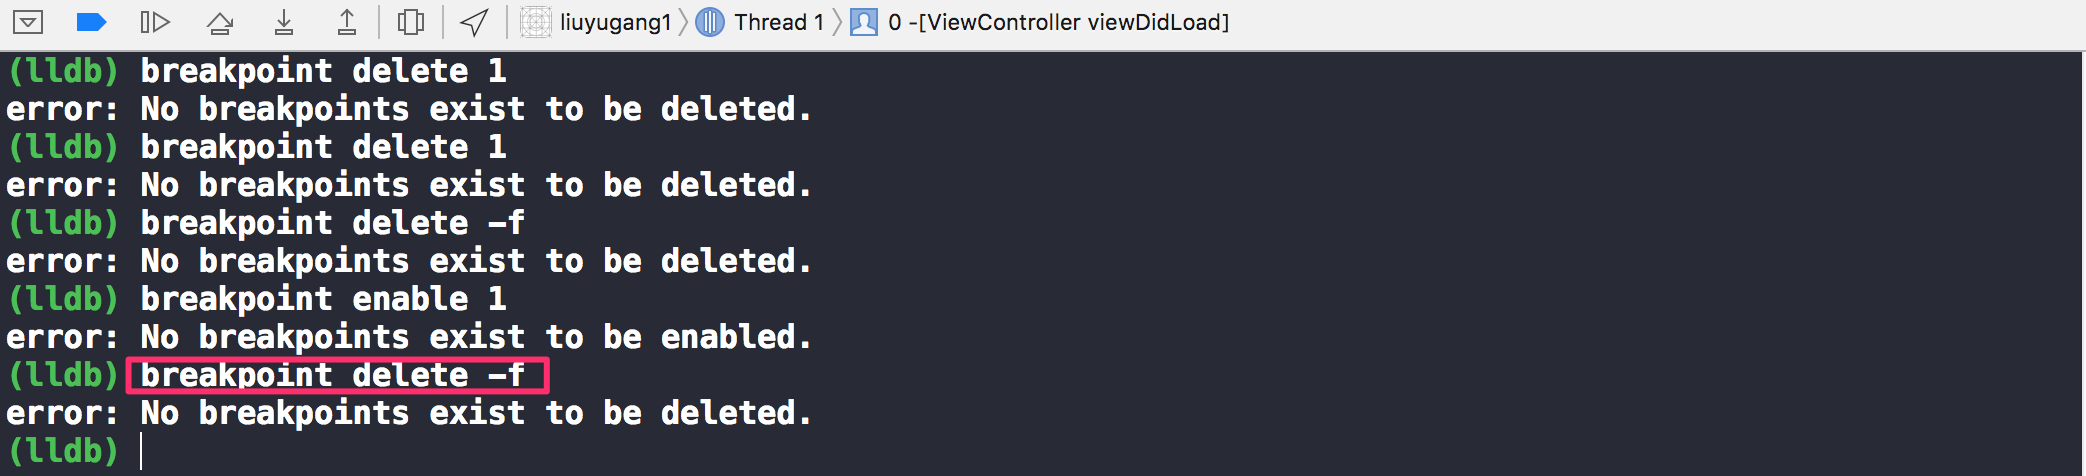 liuyugang1 Thread 1 0 -[ViewController viewDidLoad]
(lldb) breakpoint delete 1
error: No breakpoints exist to be deleted.
(lldb) breakpoint delete 1
error: No breakpoints exist to be deleted.
(lldb) breakpoint delete -f
error: No breakpoints exist to be deleted.
(lldb) breakpoint enable 1
error: No breakpoints exist to be enabled.
(lldb) breakpoint delete -f
error: No breakpoints exist to be deleted.
(lldb)